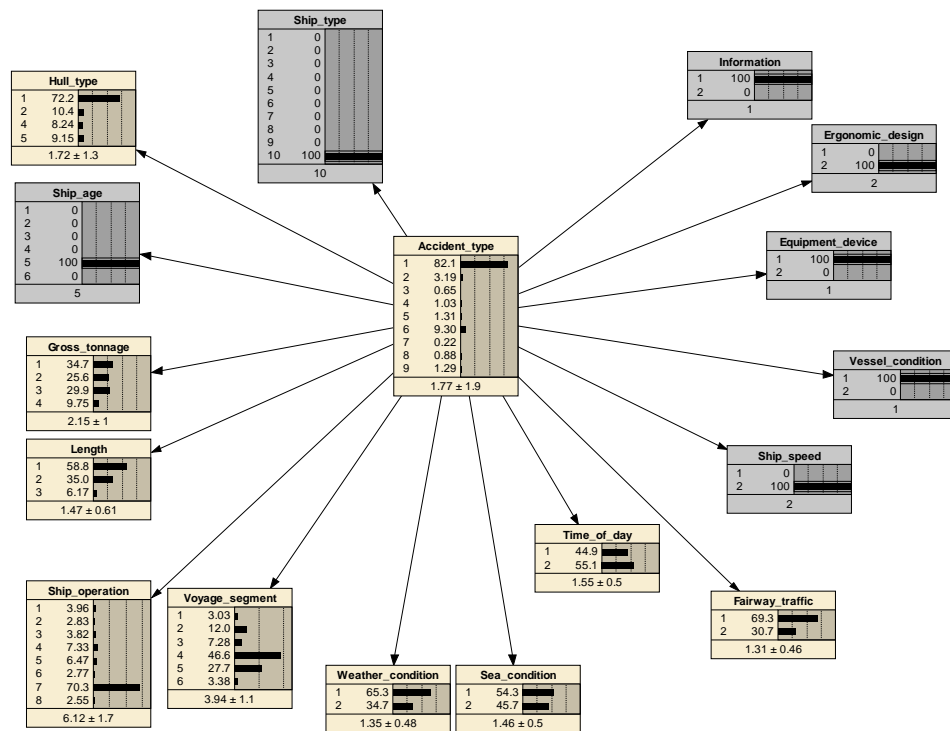 Ship_type
1 0
2 0
3 0
4 0
5 0
6 0
7 0
8 0
9 0
10 100
10
Hull_type
1 72.2
2 10.4
4 8.24
5 9.15
1.72 ± 1.3
Information
1 100
2 0
1
Ergonomic_design
1 0
2 100
2
Ship_age
1 0
2 0
3 0
4 0
5 100
6 0
5
Accident_type
1 82.1
2 3.19
3 0.65
4 1.03
5 1.31
6 9.30
7 0.22
8 0.88
9 1.29
1.77 ± 1.9
Equipment_device
1 100
2 0
1
Gross_tonnage
1 34.7
2 25.6
3 29.9
4 9.75
2.15 ± 1
Vessel_condition
1 100
2 0
1
Length
1 58.8
2 35.0
3 6.17
1.47 ± 0.61
Ship_speed
1 0
2 100
2
Time_of_day
1 44.9
2 55.1
1.55 ± 0.5
Ship_operation
1 3.96
2 2.83
3 3.82
4 7.33
5 6.47
6 2.77
7 70.3
8 2.55
6.12 ± 1.7
Voyage_segment
1 3.03
2 12.0
3 7.28
4 46.6
5 27.7
6 3.38
3.94 ± 1.1
Fairway_traffic
1 69.3
2 30.7
1.31 ± 0.46
Weather_condition
1 65.3
2 34.7
1.35 ± 0.48
Sea_condition
1 54.3
2 45.7
1.46 ± 0.5